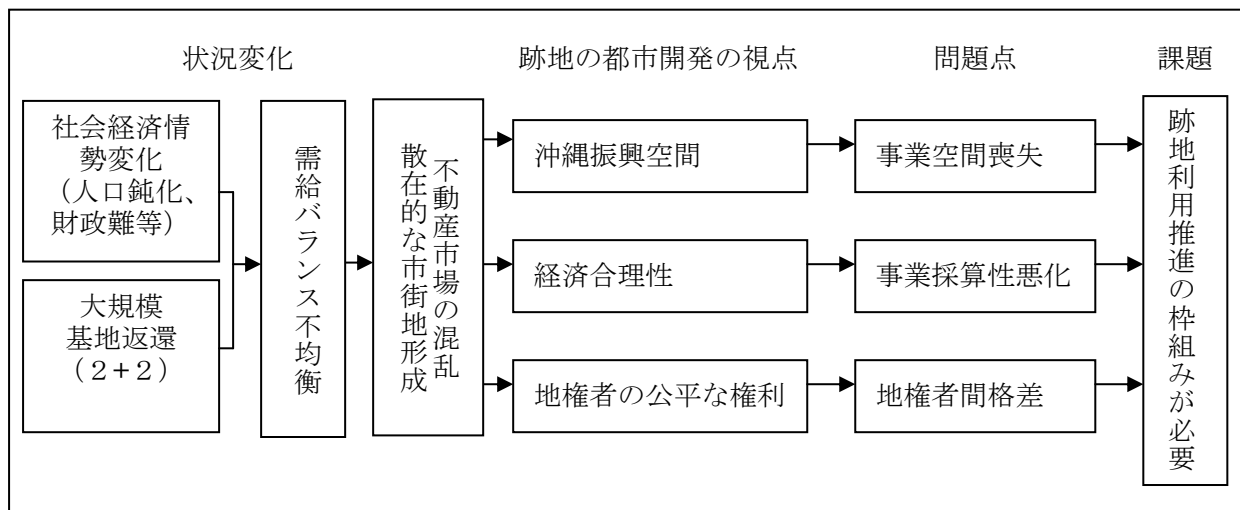 状況変化
跡地の都市開発の視点
問題点
課題
社会経済情
勢変化
(人口鈍化、
財政難等)
大規模
基地返還
(2+2)
需給バランス不均衡
不動産市場の混乱
散在的な市街地形成
沖縄振興空間
経済合理性
地権者の公平な権利
事業空間喪失
事業採算性悪化
地権者間格差
跡地利用推進の枠組みが必要